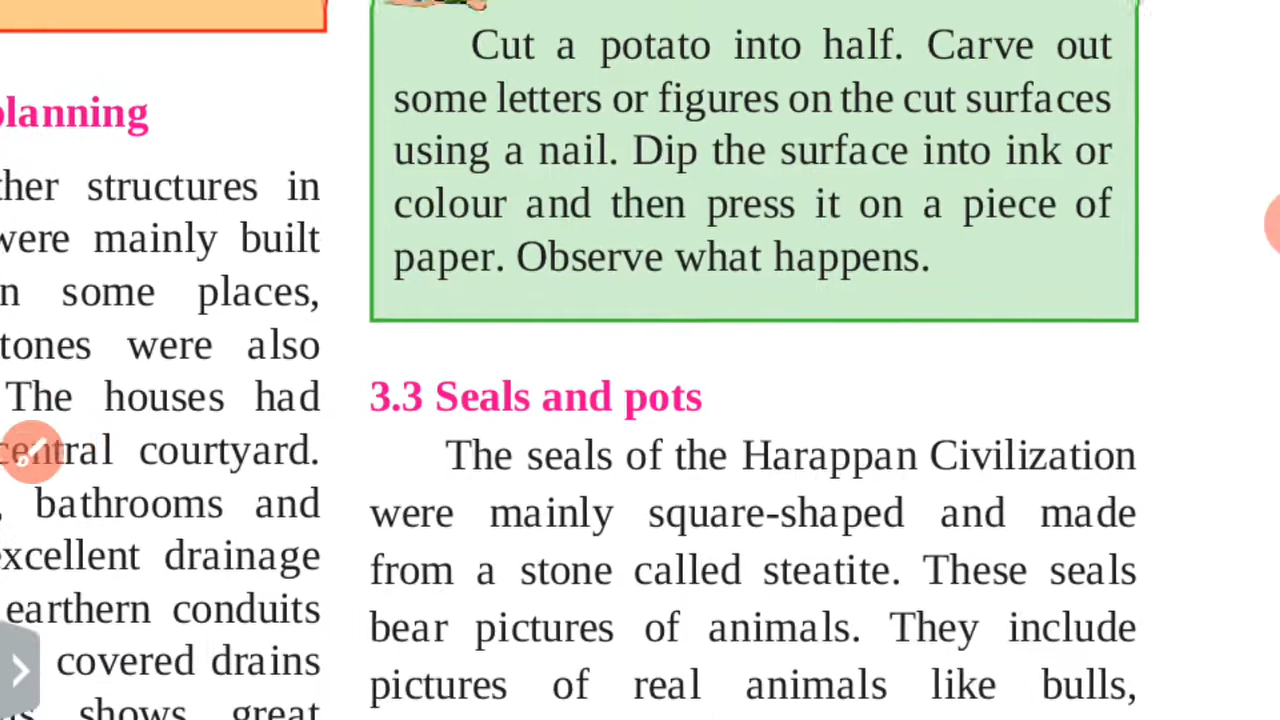 planning
ther structures in
were mainly built
n some places,
tones were also
The houses had
central courtyard.
, bathrooms and
excellent drainage
earthern conduits
covered drains
shows great
Cut a potato into half. Carve out
some letters or figures on the cut surfaces
using a nail. Dip the surface into ink or
colour and then press it on a piece of
paper. Observe what happens.
3.3 Seals and pots
The seals of the Harappan Civilization
were mainly square-shaped and made
from a stone called steatite. These seals
bear pictures of animals. They include
pictures of real animals like bulls,